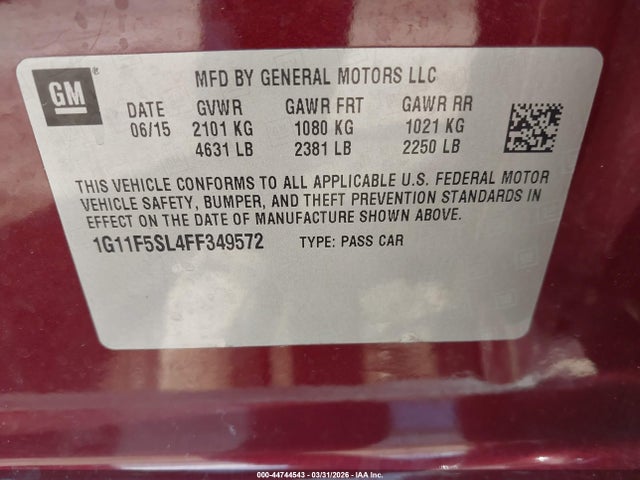 GM
MFD BY GENERAL MOTORS LLC
DATE GVWR GAWR FRT GAWR RR
06/15 2101 KG 1080 KG 1021 KG
4631 LB 2381 LB 2250 LB
THIS VEHICLE CONFORMS TO ALL APPLICABLE U.S. FEDERAL MOTOR
VEHICLE SAFETY, BUMPER, AND THEFT PREVENTION STANDARDS IN
EFFECT ON THE DATE OF MANUFACTURE SHOWN ABOVE.
1G11F5SL4FF349572 TYPE: PASS CAR
000-44744543 - 03/31/2026 - IAA Inc.